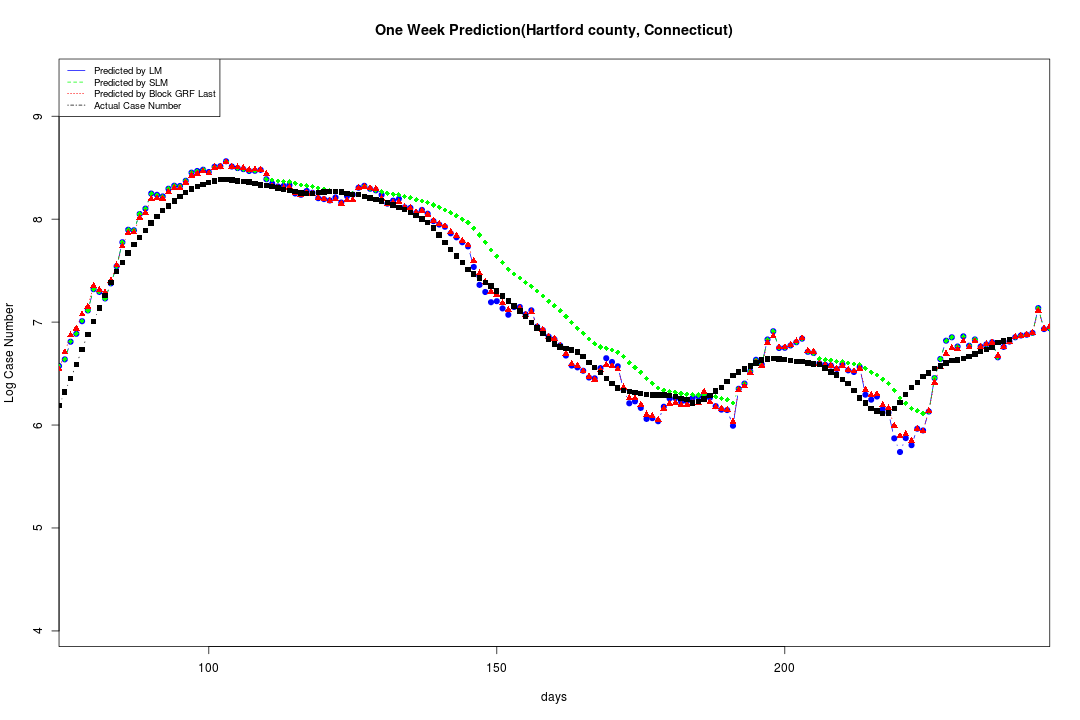 One Week Prediction(Hartford county, Connecticut)
Predicted by LM
Predicted by SLM
Predicted by Block GRF Last
Actual Case Number
9
8
7
6
5
4
Log Case Number
100
150
200
days